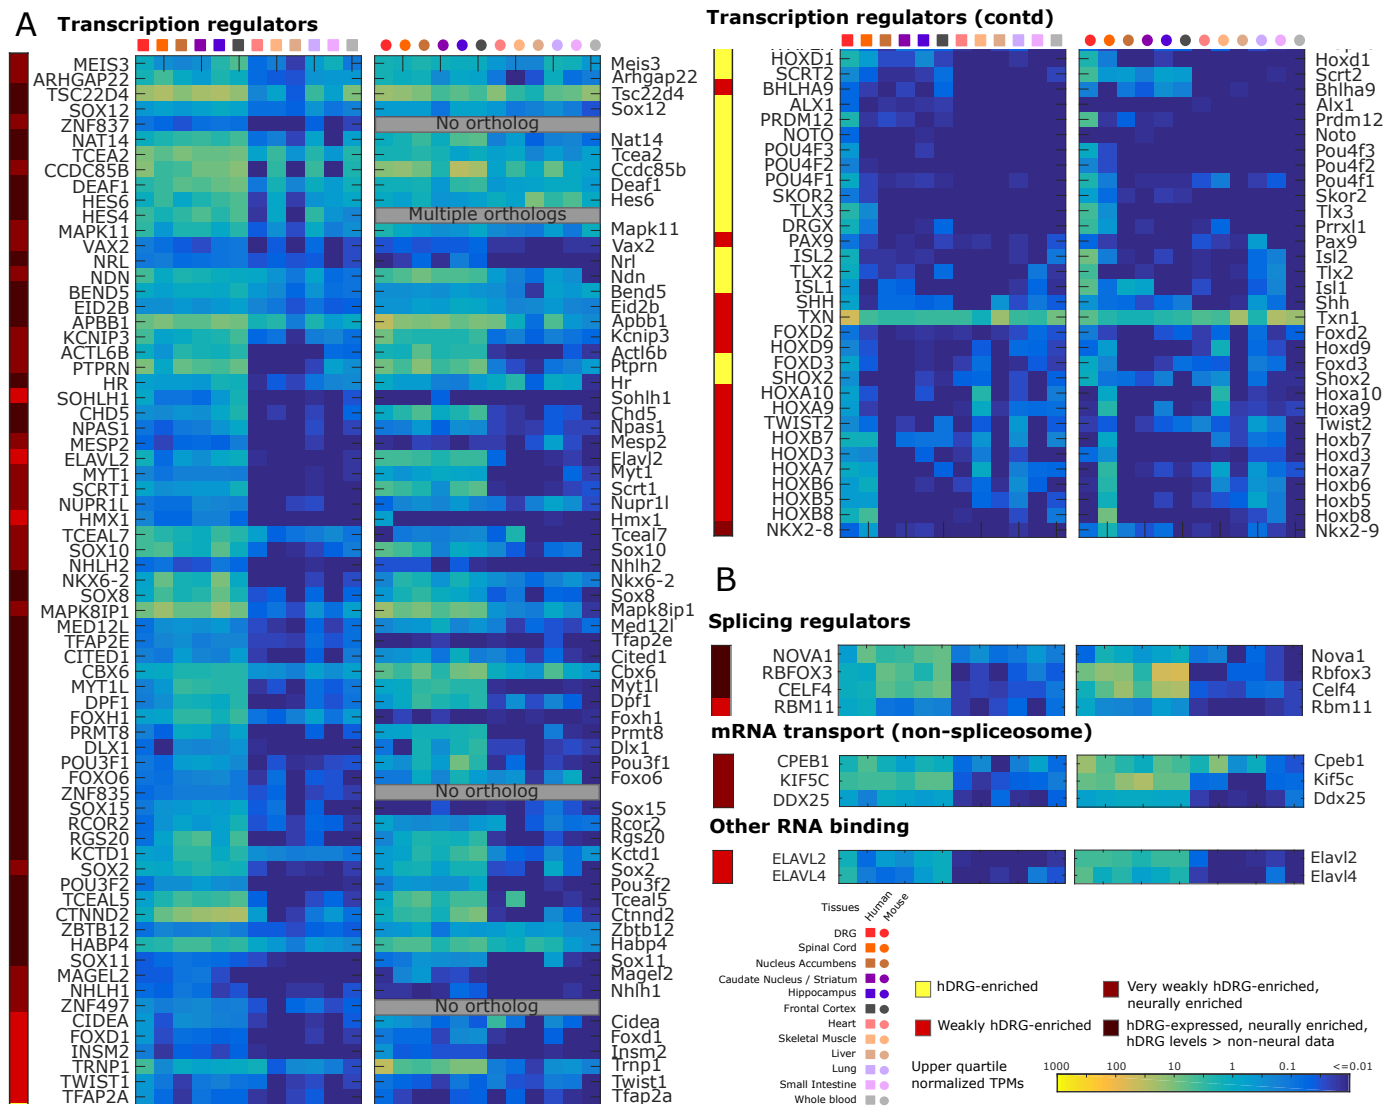 A
Transcription regulators
MEIS3
ARHGAP22
TSC22D4
SOX12
ZNF837
NAT14
TCEA2
CCDC85B
DEAF1
HES6
HES4
MAPK11
VAX2
NRL
NDN
BEND5
EID2B
APBB1
KCNIP3
ACTL6B
PTPRN
HR
SOHLH1
CHD5
NPAS1
MESP2
ELAVL2
MYT1
SCRT1
NUPR1L
HMX1
TCEAL7
SOX10
NHLH2
NKX6-2
SOX8
MAPK8IP1
MED12L
TFAP2E
CITED1
CBX6
MYT1L
DPF1
FOXH1
PRMT8
DLX1
POU3F1
FOXO6
ZNF835
SOX15
RCOR2
RGS20
KCTD1
SOX2
POU3F2
TCEAL5
CTNND2
ZBTB12
HABP4
SOX11
MAGEL2
NHLH1
ZNF497
CIDEA
FOXD1
INSM2
TRNP1
TWIST1
TFAP2A
No ortholog
Multiple orthologs
No ortholog
No ortholog
Meis3
Arhgap22
Tsc22d4
Sox12
Nat14
Tcea2
Ccdc85b
Deaf1
Hes6
Mapk11
Vax2
Nrl
Ndn
Bend5
Eid2b
Apbb1
Kcnip3
Actl6b
Ptprn
Hr
Sohlh1
Chd5
Npas1
Mesp2
Elavl2
Myt1
Scrt1
Nupr1l
Hmx1
Tceal7
Sox10
Nhlh2
Nkx6-2
Sox8
Mapk8ip1
Med12l
Tfap2e
Cited1
Cbx6
Myt1l
Dpf1
Foxh1
Prmt8
Dlx1
Pou3f1
Foxo6
Sox15
Rcor2
Rgs20
Kctd1
Sox2
Pou3f2
Tceal5
Ctnnd2
Zbtb12
Habp4
Sox11
Magel2
Nhlh1
Cidea
Foxd1
Insm2
Trnp1
Twist1
Tfap2a
Transcription regulators (contd)
HOXD1
SCRT2
BHLHA9
ALX1
PRDM12
NOTO
POU4F3
POU4F2
POU4F1
SKOR2
TLX3
DRGX
PAX9
ISL2
TLX2
ISL1
SHH
TXN
FOXD2
HOXD9
FOXD3
SHOX2
HOXA10
HOXA9
TWIST2
HOXB7
HOXD3
HOXA7
HOXB6
HOXB5
HOXB8
NKX2-8
Hoxd1
Scrt2
Bhlha9
Alx1
Prdm12
Noto
Pou4f3
Pou4f2
Pou4f1
Skor2
Tlx3
Prrxl1
Pax9
Isl2
Tlx2
Isl1
Shh
Txn1
Foxd2
Hoxd9
Foxd3
Shox2
Hoxa10
Hoxa9
Twist2
Hoxb7
Hoxd3
Hoxa7
Hoxb6
Hoxb5
Hoxb8
Nkx2-9
B
Splicing regulators
NOVA1
RBFOX3
CELF4
RBM11
Nova1
Rbfox3
Celf4
Rbm11
mRNA transport (non-spliceosome)
CPEB1
KIF5C
DDX25
Cpeb1
Kif5c
Ddx25
Other RNA binding
ELAVL2
ELAVL4
Elavl2
Elavl4
Tissues Human Mouse
DRG
Spinal Cord
Nucleus Accumbens
Caudate Nucleus / Striatum
Hippocampus
Frontal Cortex
Heart
Skeletal Muscle
Liver
Lung
Small Intestine
Whole blood
hDRG-enriched
Weakly hDRG-enriched
Very weakly hDRG-enriched,
neurally enriched
hDRG-expressed, neurally enriched,
hDRG levels > non-neural data
Upper quartile
normalized TPMs
1000 100 10 1 0.1 <=0.01